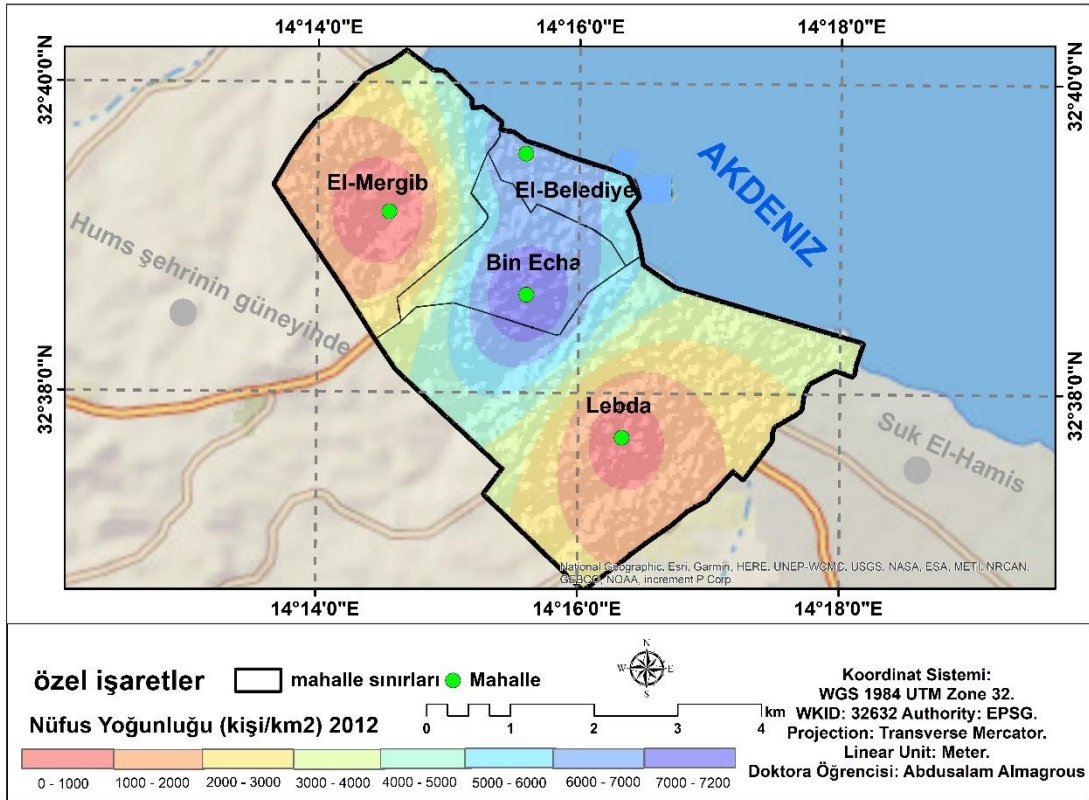 14°14'0"E 14°16'0"E 14°18'0"E
32°40'0"N 32°40'0"N
AKDENIZ
El-Mergib
El-Belediye
Hums şehrinin güneyihde
Bin Echa
32°38'0"N 32°38'0"N
Lebda
Suk El-Hamis
National Geographic, Esri, Garmin, HERE, UNEP-WCMC, USGS, NASA, ESA, METI, NRCAN,
GEBCO, NOAA, increment P Corp.
14°14'0"E 14°16'0"E 14°18'0"E
özel işaretler mahalle sınırları Mahalle
N
W E
S
Nüfus Yoğunluğu (kişi/km2) 2012
0 1 2 3 4 km
0 - 1000 1000 - 2000 2000 -3000 3000 - 4000 4000 - 5000 5000 - 6000 6000 - 7000 7000 - 7200
Koordinat Sistemi:
WGS 1984 UTM Zone 32.
WKID: 32632 Authority: EPSG.
Projection: Transverse Mercator.
Linear Unit: Meter.
Doktora Öğrencisi: Abdusalam Almagrous